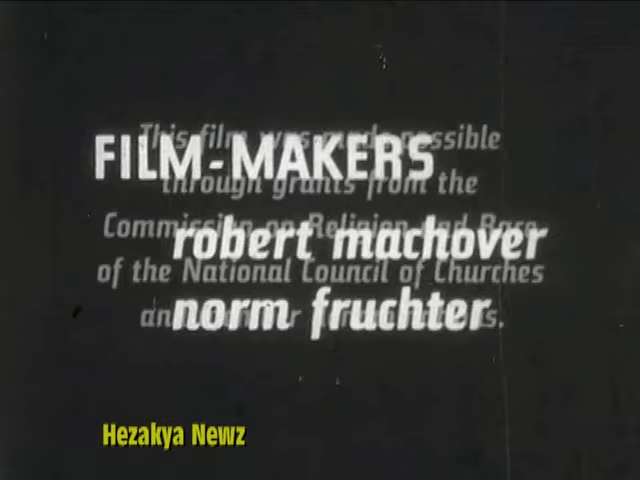 This film was made possible
FILM-MAKERS
through grants from the
Commission on Religion and Race
robert machover
of the National Council of Churches
norm fruchter
Hezakya Newz